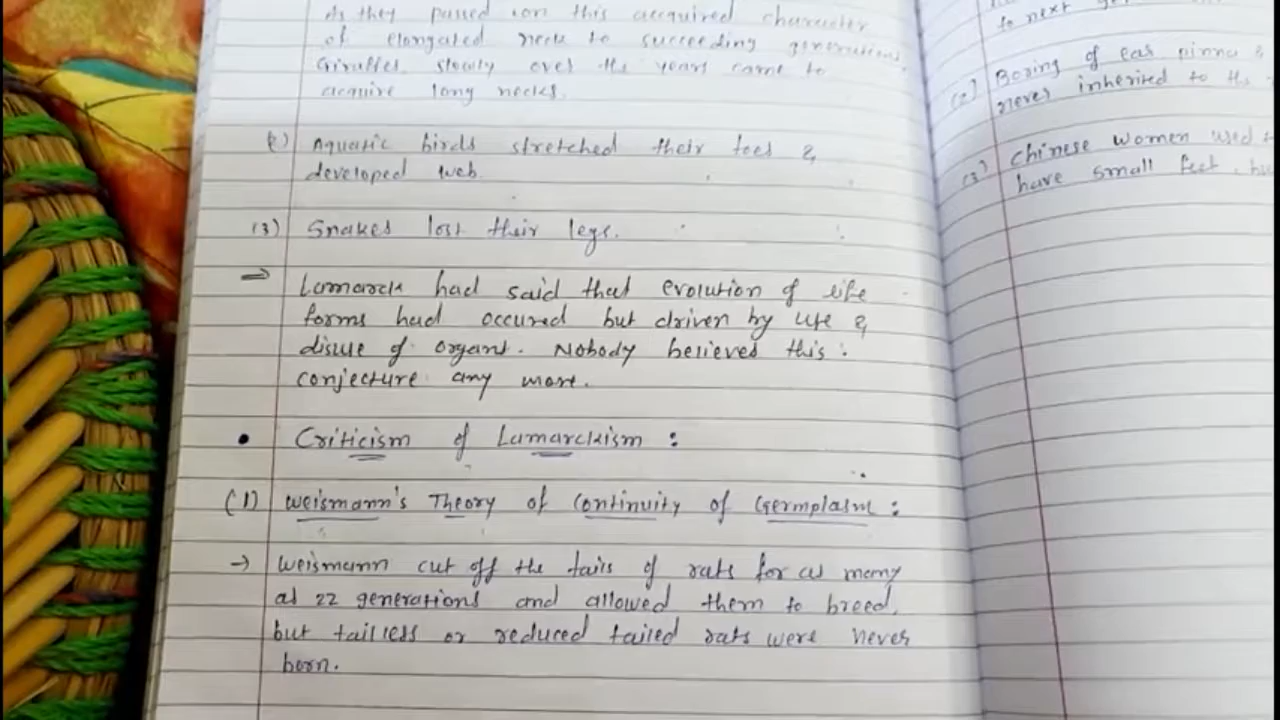 As they passed on this acquired character
of elongated neck to succeeding generations
Giraffes slowly over the years came to
acquire long necks.
(2) Aquatic birds stretched their toes &
developed web.
(3) Snakes lost their legs.
⇒ Lamarck had said that evolution of life
forms had occured but driven by use &
disuse of organs. Nobody believed this
conjecture any more.
• Criticism of Lamarckism :
(1) Weismann's Theory of Continuity of Germplasm :
→ Weismann cut off the tails of rats for as many
as 22 generations and allowed them to breed,
but tailless or reduced tailed rats were never
born.
to next
(2) Boring of ear pinna &
never inherited to the
(3) Chinese women used
have small feet,